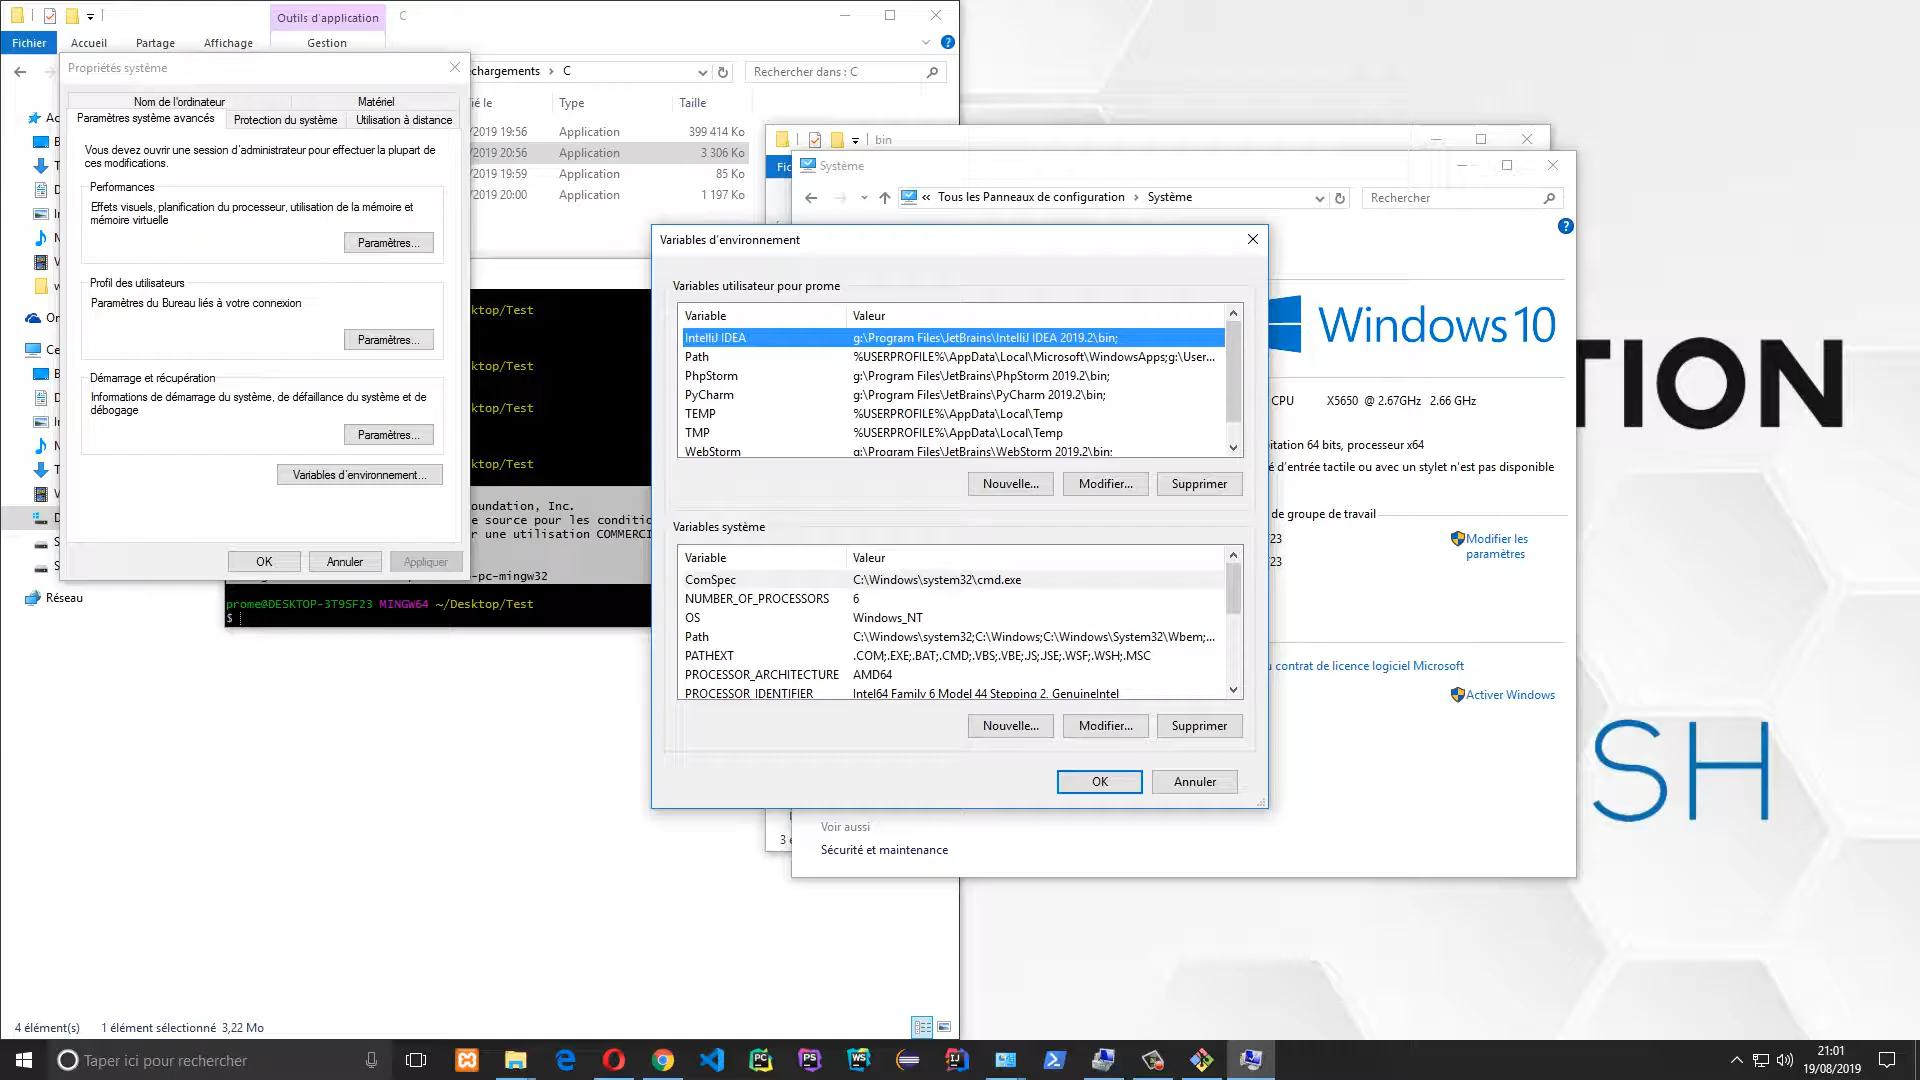 Outils d'application
C
Fichier
Accueil
Partage
Affichage
Gestion
Propriétés système
chargements > C
Rechercher dans : C
Nom de l'ordinateur
Matériel
Paramètres système avancés
Protection du système
Utilisation à distance
Vous devez ouvrir une session d'administrateur pour effectuer la plupart de
ces modifications.
Performances
Effets visuels, planification du processeur, utilisation de la mémoire et
mémoire virtuelle
Paramètres...
Profil des utilisateurs
Paramètres du Bureau liés à votre connexion
Paramètres...
Démarrage et récupération
Informations de démarrage du système, de défaillance du système et de
débogage
Paramètres...
Variables d'environnement...
OK
Annuler
Appliquer
Réseau
ié le
Type
Taille
/2019 19:56 Application 399 414 Ko
/2019 20:56 Application 3 306 Ko
/2019 19:59 Application 85 Ko
/2019 20:00 Application 1 197 Ko
ktop/Test
ktop/Test
ktop/Test
ktop/Test
oundation, Inc.
e source pour les conditio
r une utilisation COMMERCI
-pc-mingw32
prome@DESKTOP-3T9SF23 MINGW64 ~/Desktop/Test
$
bin
Fic
Système
« Tous les Panneaux de configuration > Système
Rechercher
Variables d'environnement
Variables utilisateur pour prome
Variable Valeur
IntelliJ IDEA g:\Program Files\JetBrains\IntelliJ IDEA 2019.2\bin;
Path %USERPROFILE%\AppData\Local\Microsoft\WindowsApps;g:\User...
PhpStorm g:\Program Files\JetBrains\PhpStorm 2019.2\bin;
PyCharm g:\Program Files\JetBrains\PyCharm 2019.2\bin;
TEMP %USERPROFILE%\AppData\Local\Temp
TMP %USERPROFILE%\AppData\Local\Temp
WebStorm g:\Program Files\JetBrains\WebStorm 2019.2\bin;
Nouvelle...
Modifier...
Supprimer
Variables système
Variable Valeur
ComSpec C:\Windows\system32\cmd.exe
NUMBER_OF_PROCESSORS 6
OS Windows_NT
Path C:\Windows\system32;C:\Windows;C:\Windows\System32\Wbem;...
PATHEXT .COM;.EXE;.BAT;.CMD;.VBS;.VBE;.JS;.JSE;.WSF;.WSH;.MSC
PROCESSOR_ARCHITECTURE AMD64
PROCESSOR_IDENTIFIER Intel64 Family 6 Model 44 Stepping 2, GenuineIntel
Nouvelle...
Modifier...
Supprimer
OK
Annuler
Windows 10
CPU X5650 @ 2.67GHz 2.66 GHz
itation 64 bits, processeur x64
é d'entrée tactile ou avec un stylet n'est pas disponible
de groupe de travail
23
23
Modifier les
paramètres
u contrat de licence logiciel Microsoft
Activer Windows
Voir aussi
Sécurité et maintenance
TION
SH
4 élément(s) 1 élément sélectionné 3,22 Mo
Taper ici pour rechercher
21:01
19/08/2019